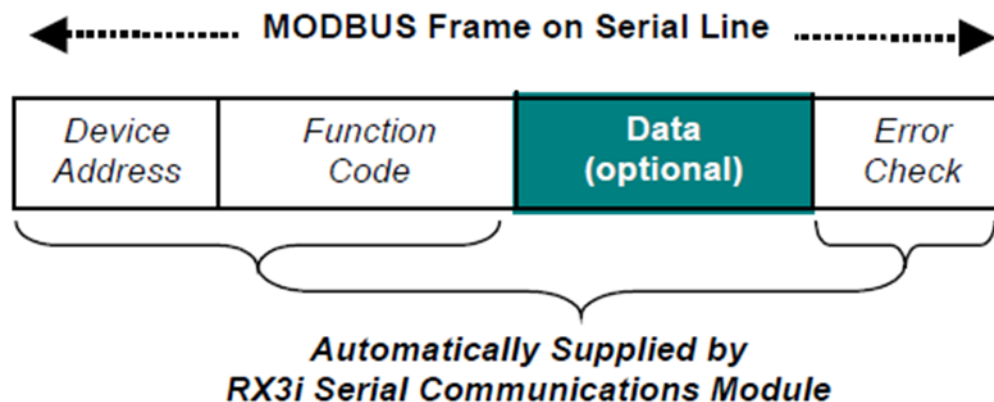 MODBUS Frame on Serial Line
Device Address
Function Code
Data (optional)
Error Check
Automatically Supplied by
RX3i Serial Communications Module